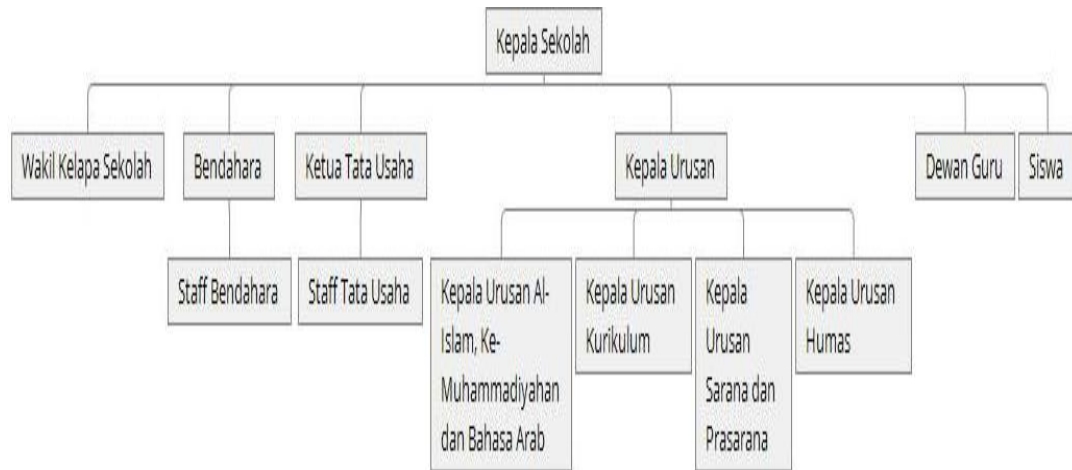 Kepala Sekolah
Wakil Kelapa Sekolah
Bendahara
Ketua Tata Usaha
Kepala Urusan
Dewan Guru
Siswa
Staff Bendahara
Staff Tata Usaha
Kepala Urusan Al-
Islam, Ke-
Muhammadiyahan
dan Bahasa Arab
Kepala Urusan
Kurikulum
Kepala
Urusan
Sarana dan
Prasarana
Kepala Urusan
Humas